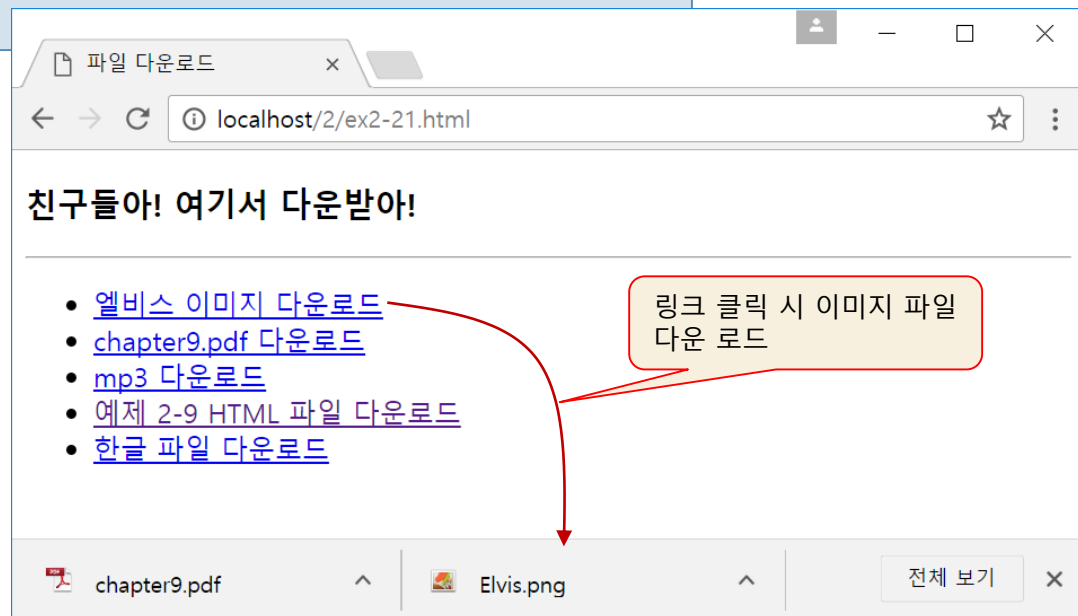 파일 다운로드
localhost/2/ex2-21.html
친구들아! 여기서 다운받아!
엘비스 이미지 다운로드
chapter9.pdf 다운로드
mp3 다운로드
예제 2-9 HTML 파일 다운로드
한글 파일 다운로드
링크 클릭 시 이미지 파일
다운 로드
PDF
chapter9.pdf
Elvis.png
전체 보기